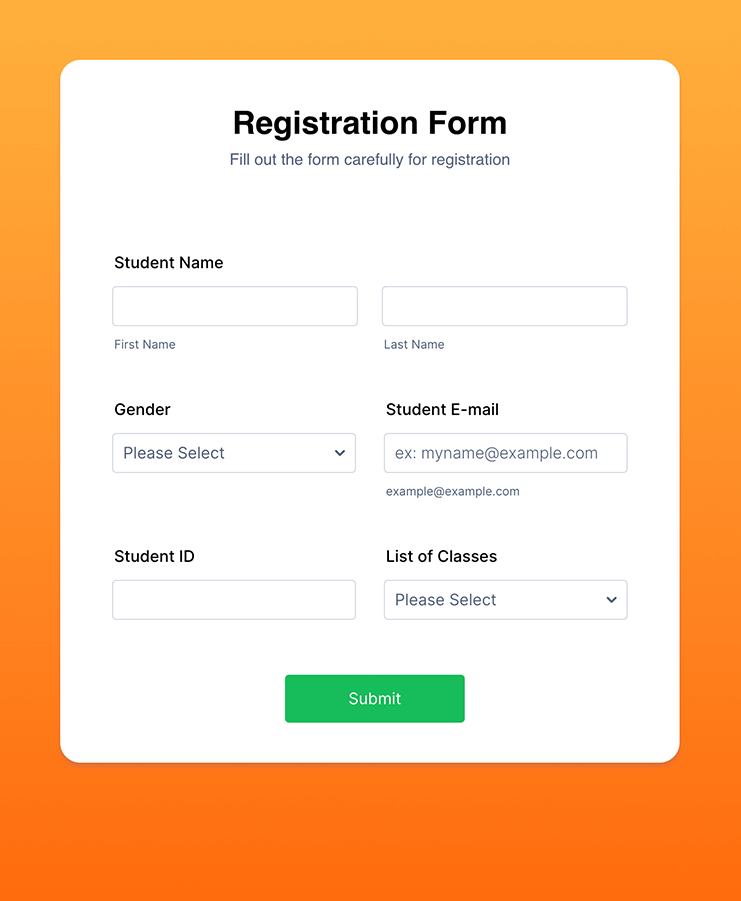 Registration Form
Fill out the form carefully for registration
Student Name
First Name
Last Name
Gender
Student E-mail
Please Select
ex: myname@example.com
example@example.com
Student ID
List of Classes
Please Select
Submit